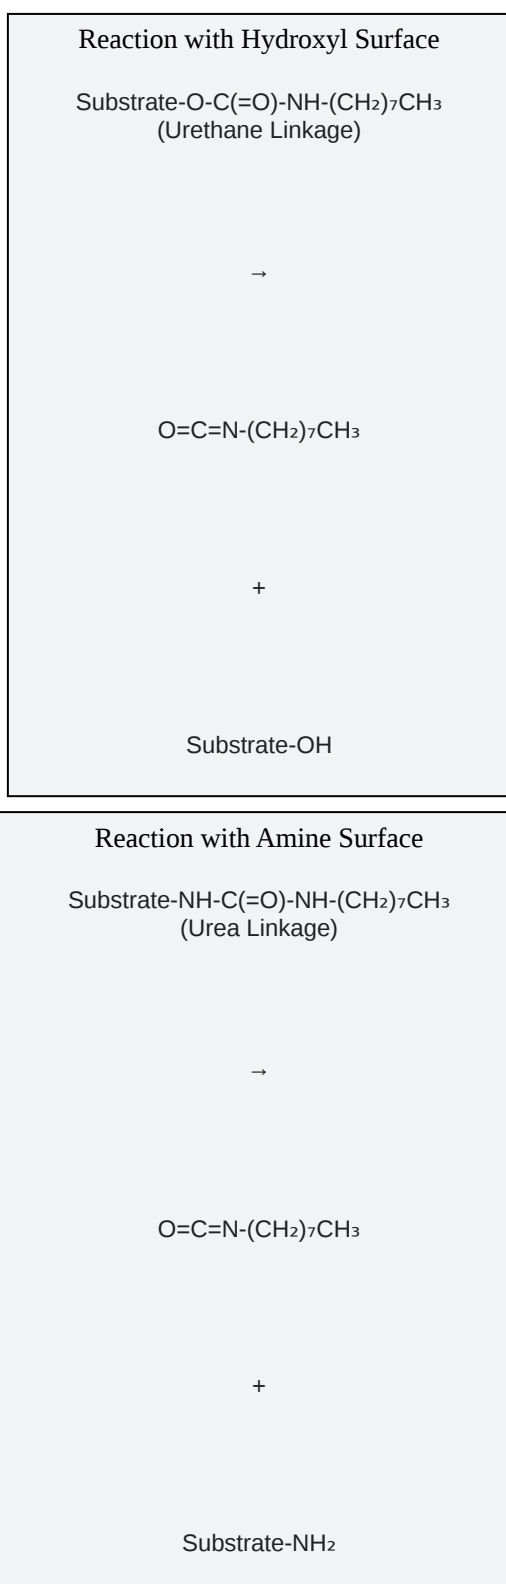 Reaction with Hydroxyl Surface
Substrate-O-C(=O)-NH-(CH₂)₇CH₃
(Urethane Linkage)
→
O=C=N-(CH₂)₇CH₃
+
Substrate-OH
Reaction with Amine Surface
Substrate-NH-C(=O)-NH-(CH₂)₇CH₃
(Urea Linkage)
→
O=C=N-(CH₂)₇CH₃
+
Substrate-NH₂